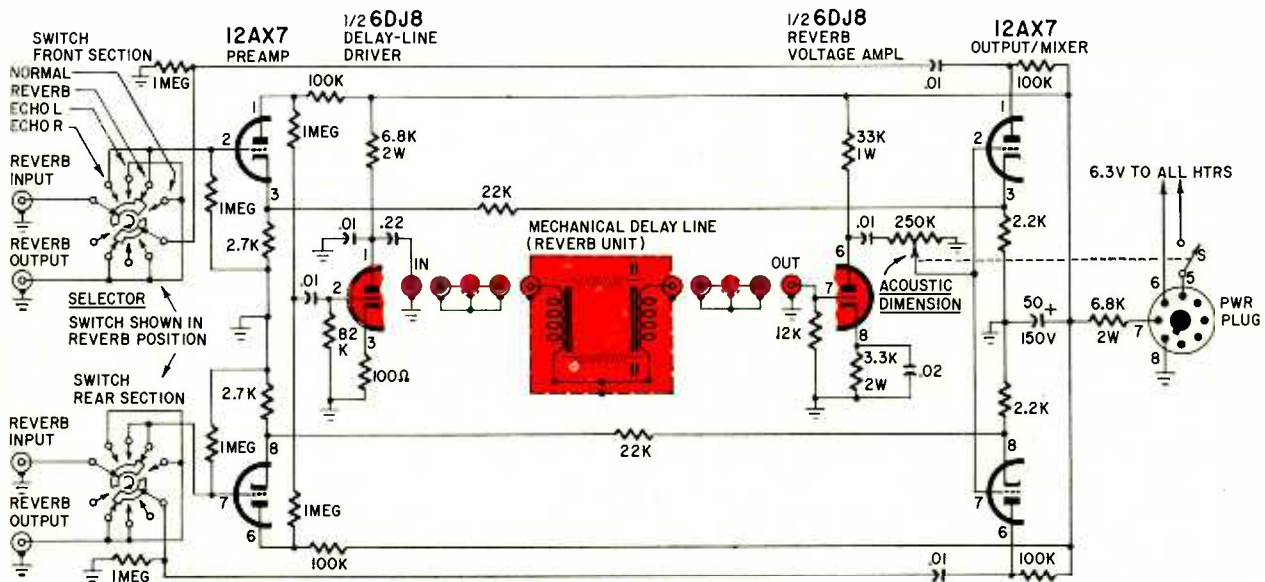 SWITCH
FRONT SECTION
NORMAL
REVERB
ECHO L
ECHO R
REVERB
INPUT
REVERB
OUTPUT
SELECTOR
SWITCH SHOWN IN
REVERB POSITION
SWITCH
REAR SECTION
REVERB
INPUT
REVERB
OUTPUT
1MEG
12AX7
PREAMP
100K
2
1
3
1MEG
2.7K
1MEG
2.7K
1MEG
8
7
6
1MEG
1MEG
100K
1/2 6DJ8
DELAY-LINE
DRIVER
6.8K
2W
.01
.22
IN
1
.01
2
82
K
3
100Ω
22K
MECHANICAL DELAY LINE
(REVERB UNIT)
22K
1/2 6DJ8
REVERB
VOLTAGE AMPL
33K
1W
.01
250K
6
OUT
7
ACOUSTIC
DIMENSION
12K
8
3.3K
2W
.02
12AX7
OUTPUT/MIXER
.01
100K
1
2
3
2.2K
50
+
150V
2.2K
8
7
6
.01
100K
6.3V TO ALL HTRS
S
6
5
6.8K
2W
7
8
PWR
PLUG